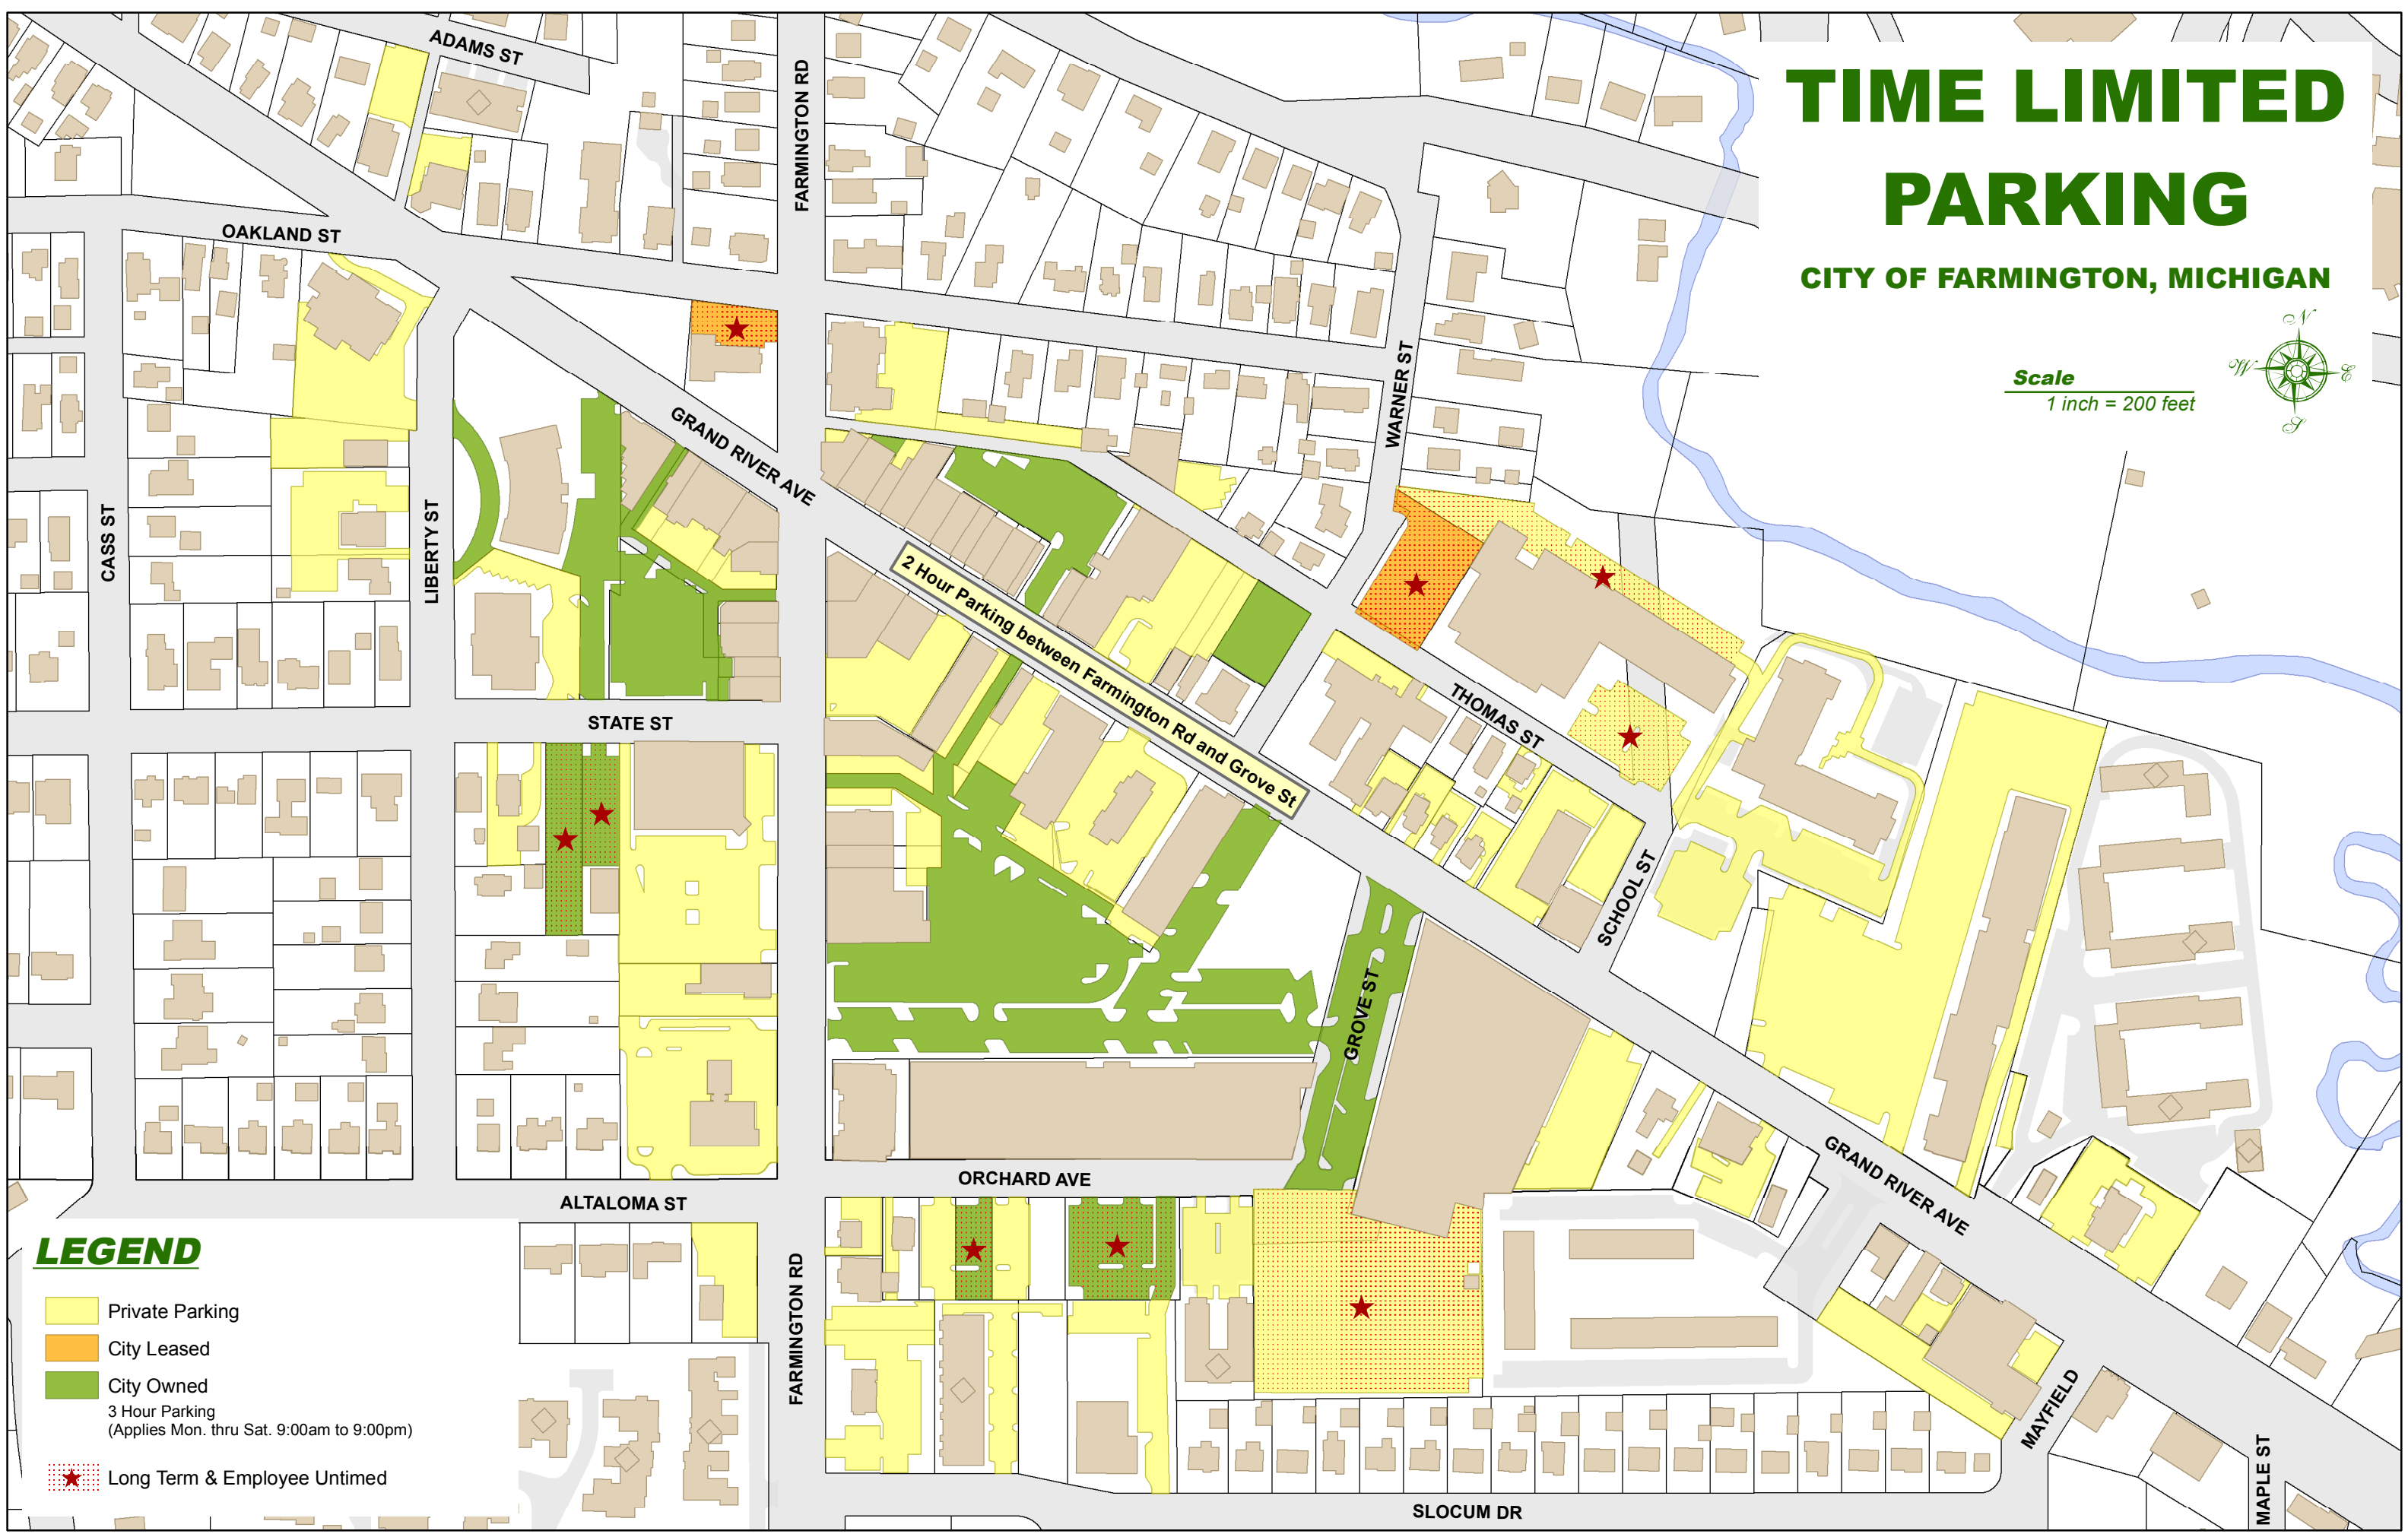 TIME LIMITED
PARKING
CITY OF FARMINGTON, MICHIGAN
N
W
E
S
Scale
1 inch = 200 feet
ADAMS ST
FARMINGTON RD
OAKLAND ST
GRAND RIVER AVE
WARNER ST
CASS ST
LIBERTY ST
2 Hour Parking between Farmington Rd and Grove St
STATE ST
THOMAS ST
SCHOOL ST
GROVE ST
GRAND RIVER AVE
ORCHARD AVE
ALTALOMA ST
FARMINGTON RD
MAYFIELD
MAPLE ST
SLOCUM DR
LEGEND
Private Parking
City Leased
City Owned
3 Hour Parking
(Applies Mon. thru Sat. 9:00am to 9:00pm)
Long Term & Employee Untimed